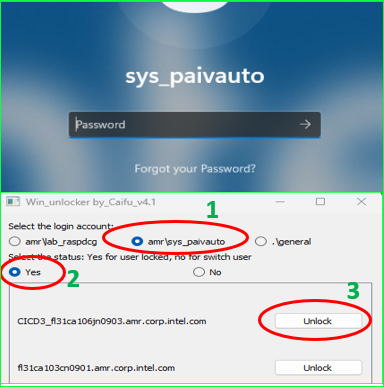 sys_paivauto
Password
Forgot your Password?
Win_unlocker by_Caifu_v4.1
1
Select the login account:
amr\lab_raspdcg amr\sys_paivauto .\general
Select the status: Yes for user locked, no for switch user
Yes 2 No
3
CICD3_fl31ca106jn0903.amr.corp.intel.com Unlock
fl31ca103cn0901.amr.corp.intel.com Unlock